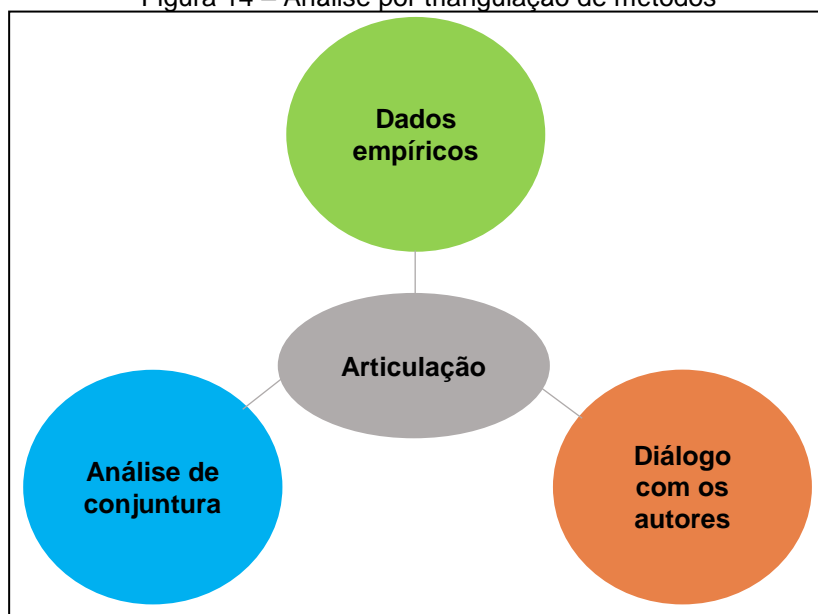 Figura 14 – Análise por triangulação de métodos
Dados
empíricos
Articulação
Análise de
conjuntura
Diálogo
com os
autores